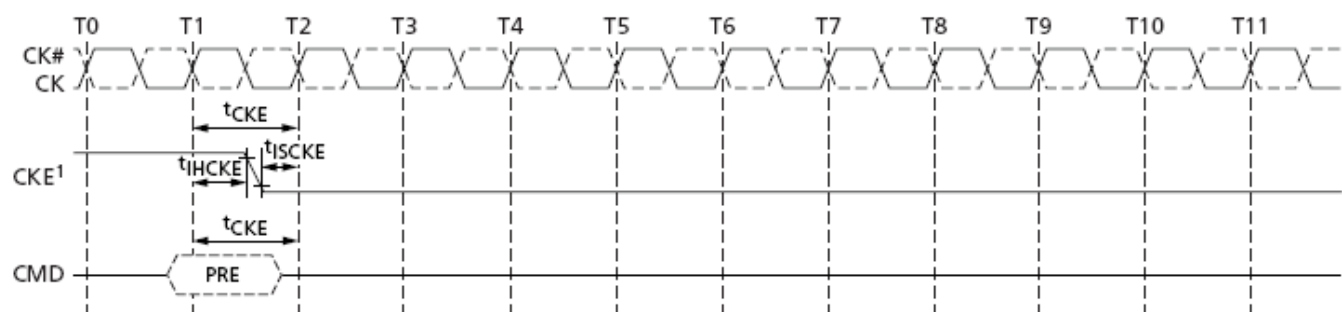 T0 T1 T2 T3 T4 T5 T6 T7 T8 T9 T10 T11
CK#
CK
tCKE
tISCKE
tIHCKE
CKE1
tCKE
CMD PRE